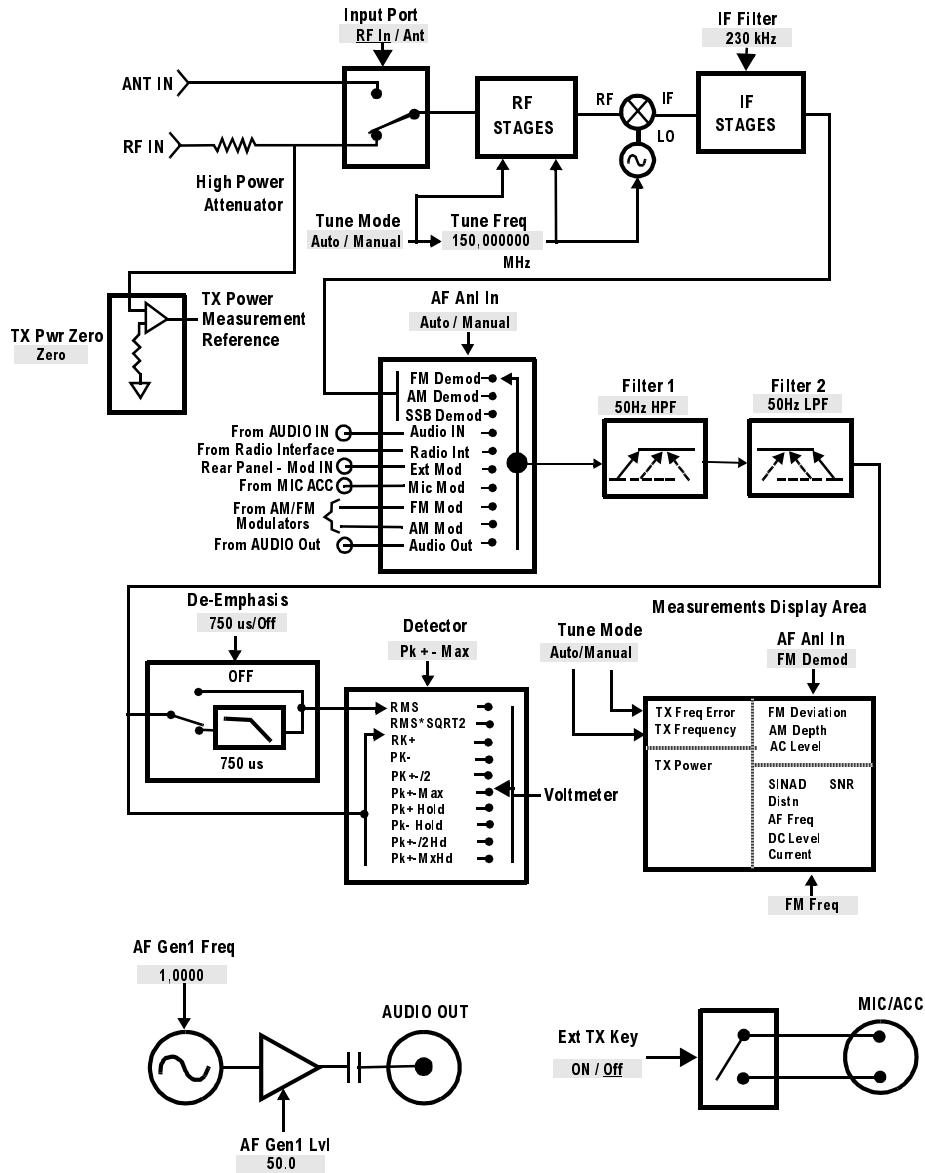 Input Port
RF In / Ant
IF Filter
230 kHz
ANT IN
RF IN
High Power
Attenuator
RF
STAGES
RF
IF
LO
IF
STAGES
Tune Mode
Auto / Manual
Tune Freq
150,000000
MHz
TX Pwr Zero
Zero
TX Power
Measurement
Reference
AF Anl In
Auto / Manual
FM Demod
AM Demod
SSB Demod
From AUDIO IN
Audio IN
From Radio Interface
Radio Int
Rear Panel - Mod IN
Ext Mod
From MIC ACC
Mic Mod
From AM/FM
Modulators
FM Mod
AM Mod
From AUDIO Out
Audio Out
Filter 1
50Hz HPF
Filter 2
50Hz LPF
De-Emphasis
750 us/Off
OFF
750 us
Detector
Pk + - Max
RMS
RMS*SQRT2
RK+
PK-
PK+-/2
Pk+-Max
Pk+ Hold
Pk- Hold
Pk+-/2Hd
Pk+-MxHd
Voltmeter
Measurements Display Area
Tune Mode
Auto/Manual
AF Anl In
FM Demod
TX Freq Error
TX Frequency
TX Power
FM Deviation
AM Depth
AC Level
SINAD SNR
Distn
AF Freq
DC Level
Current
FM Freq
AF Gen1 Freq
1,0000
AUDIO OUT
AF Gen1 Lvl
50.0
Ext TX Key
ON / Off
MIC/ACC